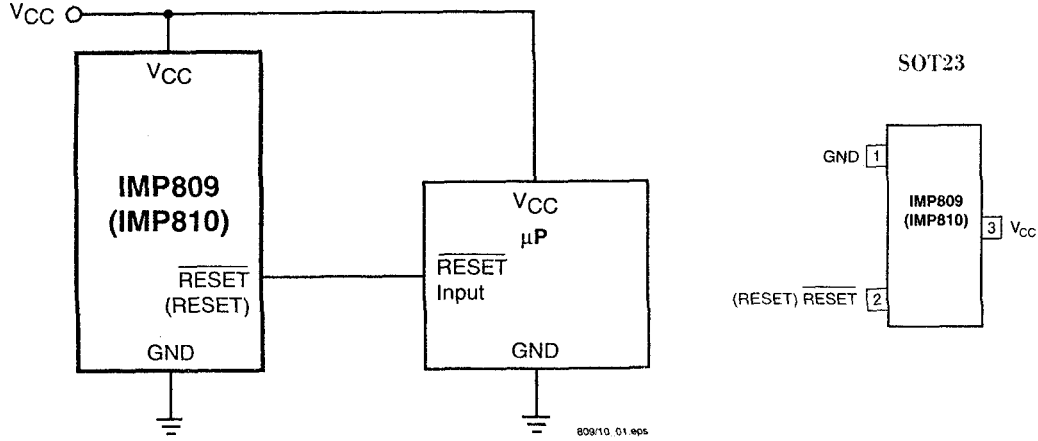 VCC
VCC
IMP809
(IMP810)
RESET
(RESET)
GND
VCC
μP
RESET
Input
GND
809/10_01.eps
SOT23
GND 1
IMP809
(IMP810)
3 VCC
(RESET) RESET 2